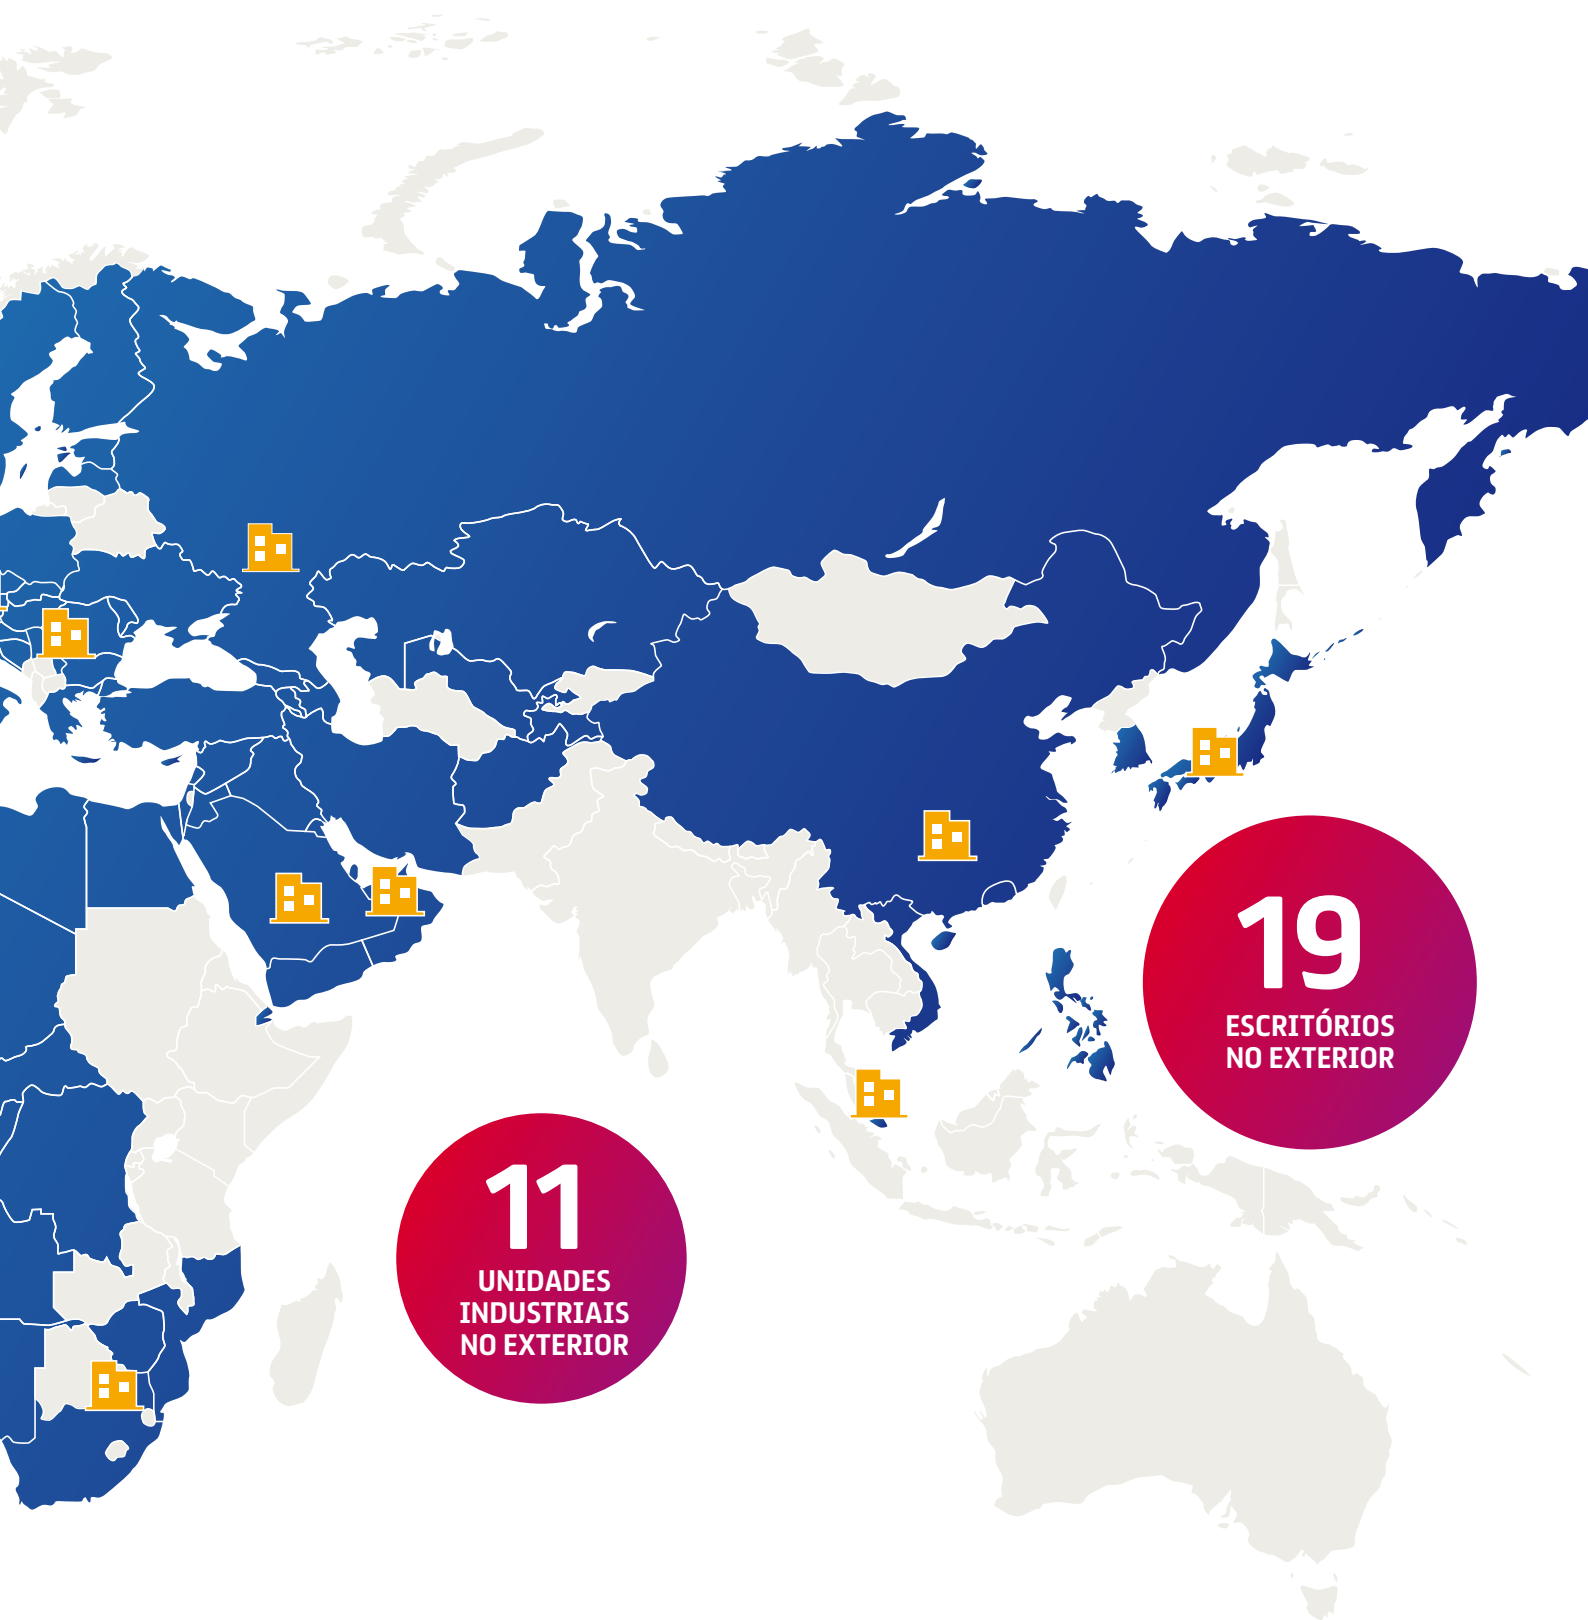 19
ESCRITÓRIOS
NO EXTERIOR
11
UNIDADES
INDUSTRIAIS
NO EXTERIOR